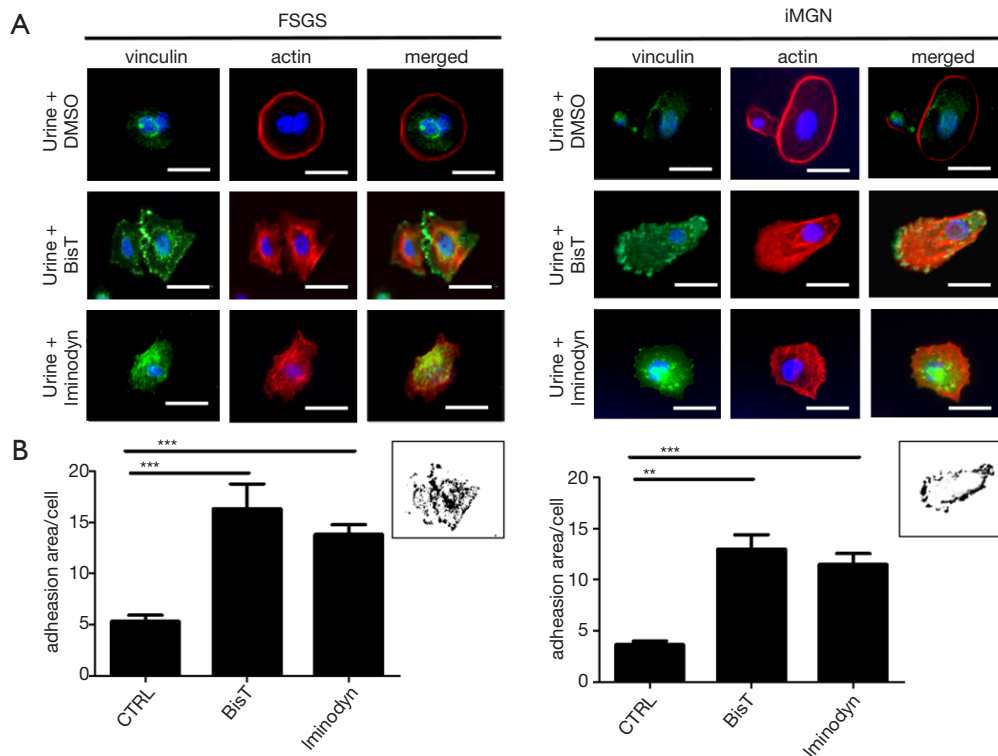 A
FSGS
vinculin actin merged
Urine + DMSO
Urine + BisT
Urine + Iminodyn
iMGN
vinculin actin merged
Urine + DMSO
Urine + BisT
Urine + Iminodyn
B
***
***
adheasion area/cell
20
15
10
5
0
CTRL
BisT
Iminodyn
***
**
adheasion area/cell
20
15
10
5
0
CTRL
BisT
Iminodyn